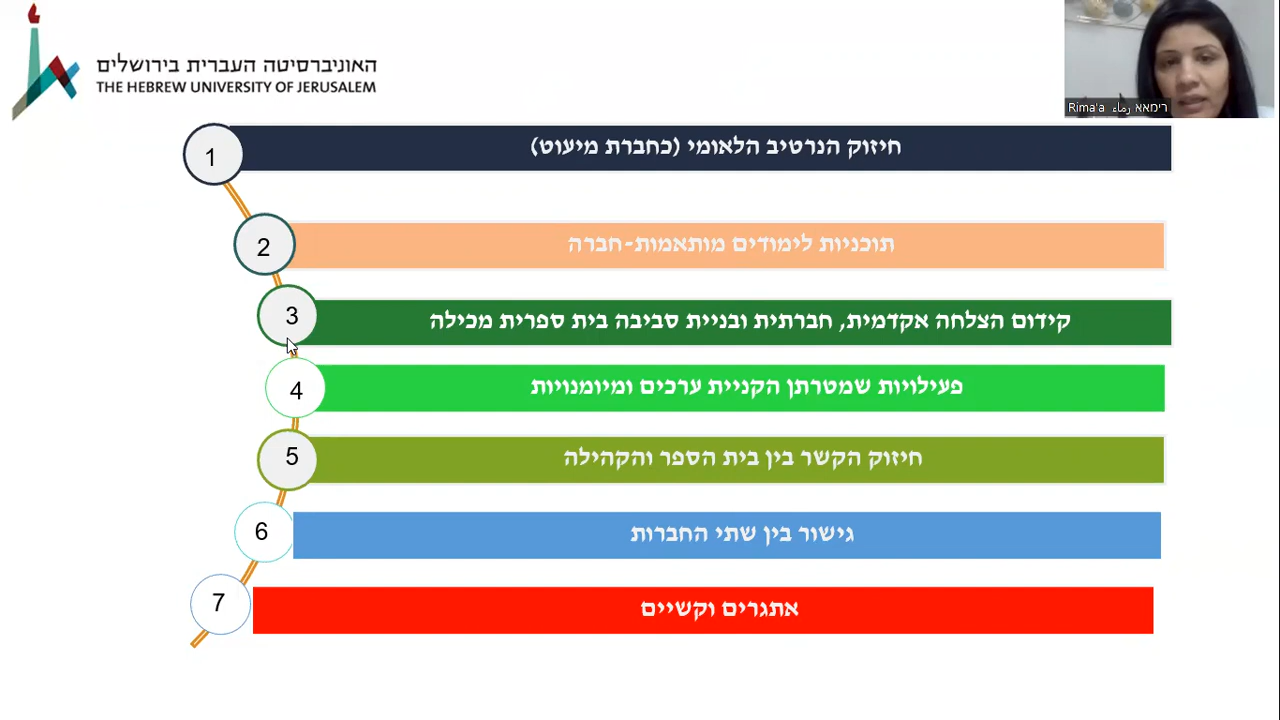 האוניברסיטה העברית בירושלים
THE HEBREW UNIVERSITY OF JERUSALEM
Rima'a رماء רימאא
1 חיזוק הנרטיב הלאומי (כחברת מיעוט)
2 תוכניות לימודים מותאמות-חברה
3 קידום הצלחה אקדמית, חברתית ובניית סביבה בית ספרית מכילה
4 פעילויות שמטרתן הקניית ערכים ומיומנויות
5 חיזוק הקשר בין בית הספר והקהילה
6 גישור בין שתי החברות
7 אתגרים וקשיים